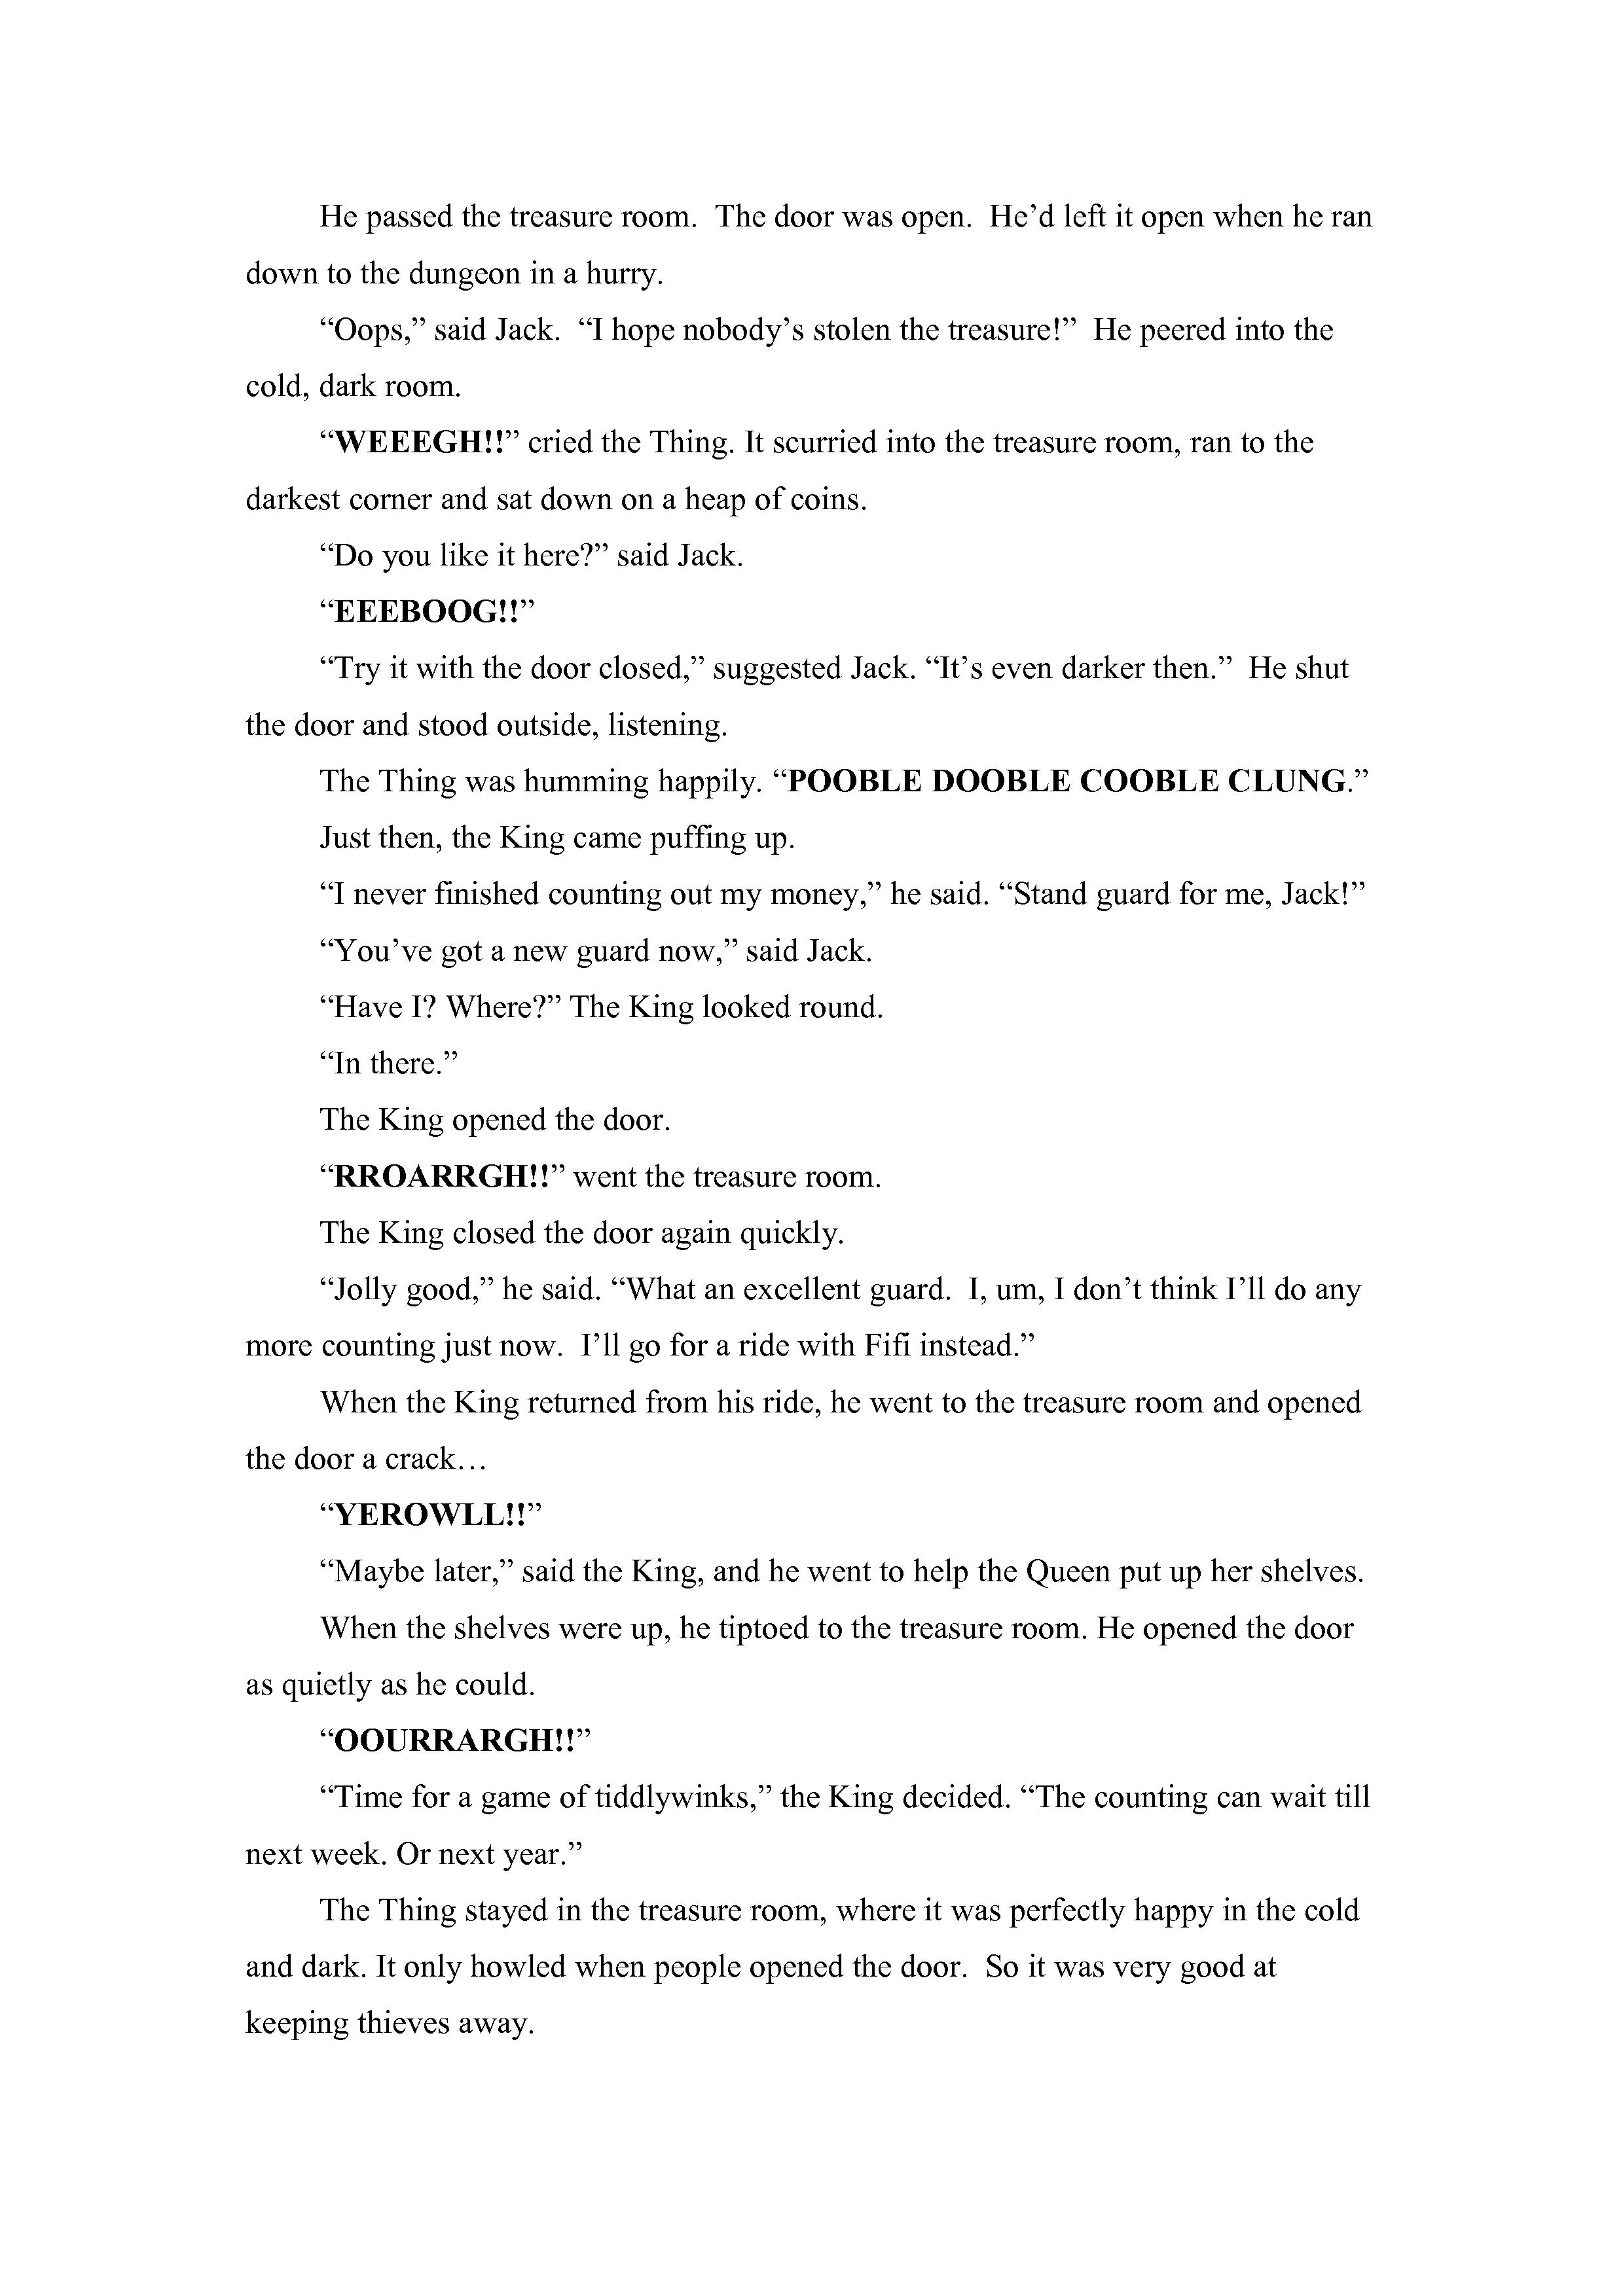 He passed the treasure room.  The door was open.  He’d left it open when he ran
down to the dungeon in a hurry.
“Oops,” said Jack.  “I hope nobody’s stolen the treasure!”  He peered into the
cold, dark room.
“WEEEGH!!” cried the Thing. It scurried into the treasure room, ran to the
darkest corner and sat down on a heap of coins.
“Do you like it here?” said Jack.
“EEEBOOG!!”
“Try it with the door closed,” suggested Jack. “It’s even darker then.”  He shut
the door and stood outside, listening.
The Thing was humming happily. “POOBLE DOOBLE COOBLE CLUNG.”
Just then, the King came puffing up.
“I never finished counting out my money,” he said. “Stand guard for me, Jack!”
“You’ve got a new guard now,” said Jack.
“Have I? Where?” The King looked round.
“In there.”
The King opened the door.
“RROARRGH!!” went the treasure room.
The King closed the door again quickly.
“Jolly good,” he said. “What an excellent guard.  I, um, I don’t think I’ll do any
more counting just now.  I’ll go for a ride with Fifi instead.”
When the King returned from his ride, he went to the treasure room and opened
the door a crack…
“YEROWLL!!”
“Maybe later,” said the King, and he went to help the Queen put up her shelves.
When the shelves were up, he tiptoed to the treasure room. He opened the door
as quietly as he could.
“OOURRARGH!!”
“Time for a game of tiddlywinks,” the King decided. “The counting can wait till
next week. Or next year.”
The Thing stayed in the treasure room, where it was perfectly happy in the cold
and dark. It only howled when people opened the door.  So it was very good at
keeping thieves away.